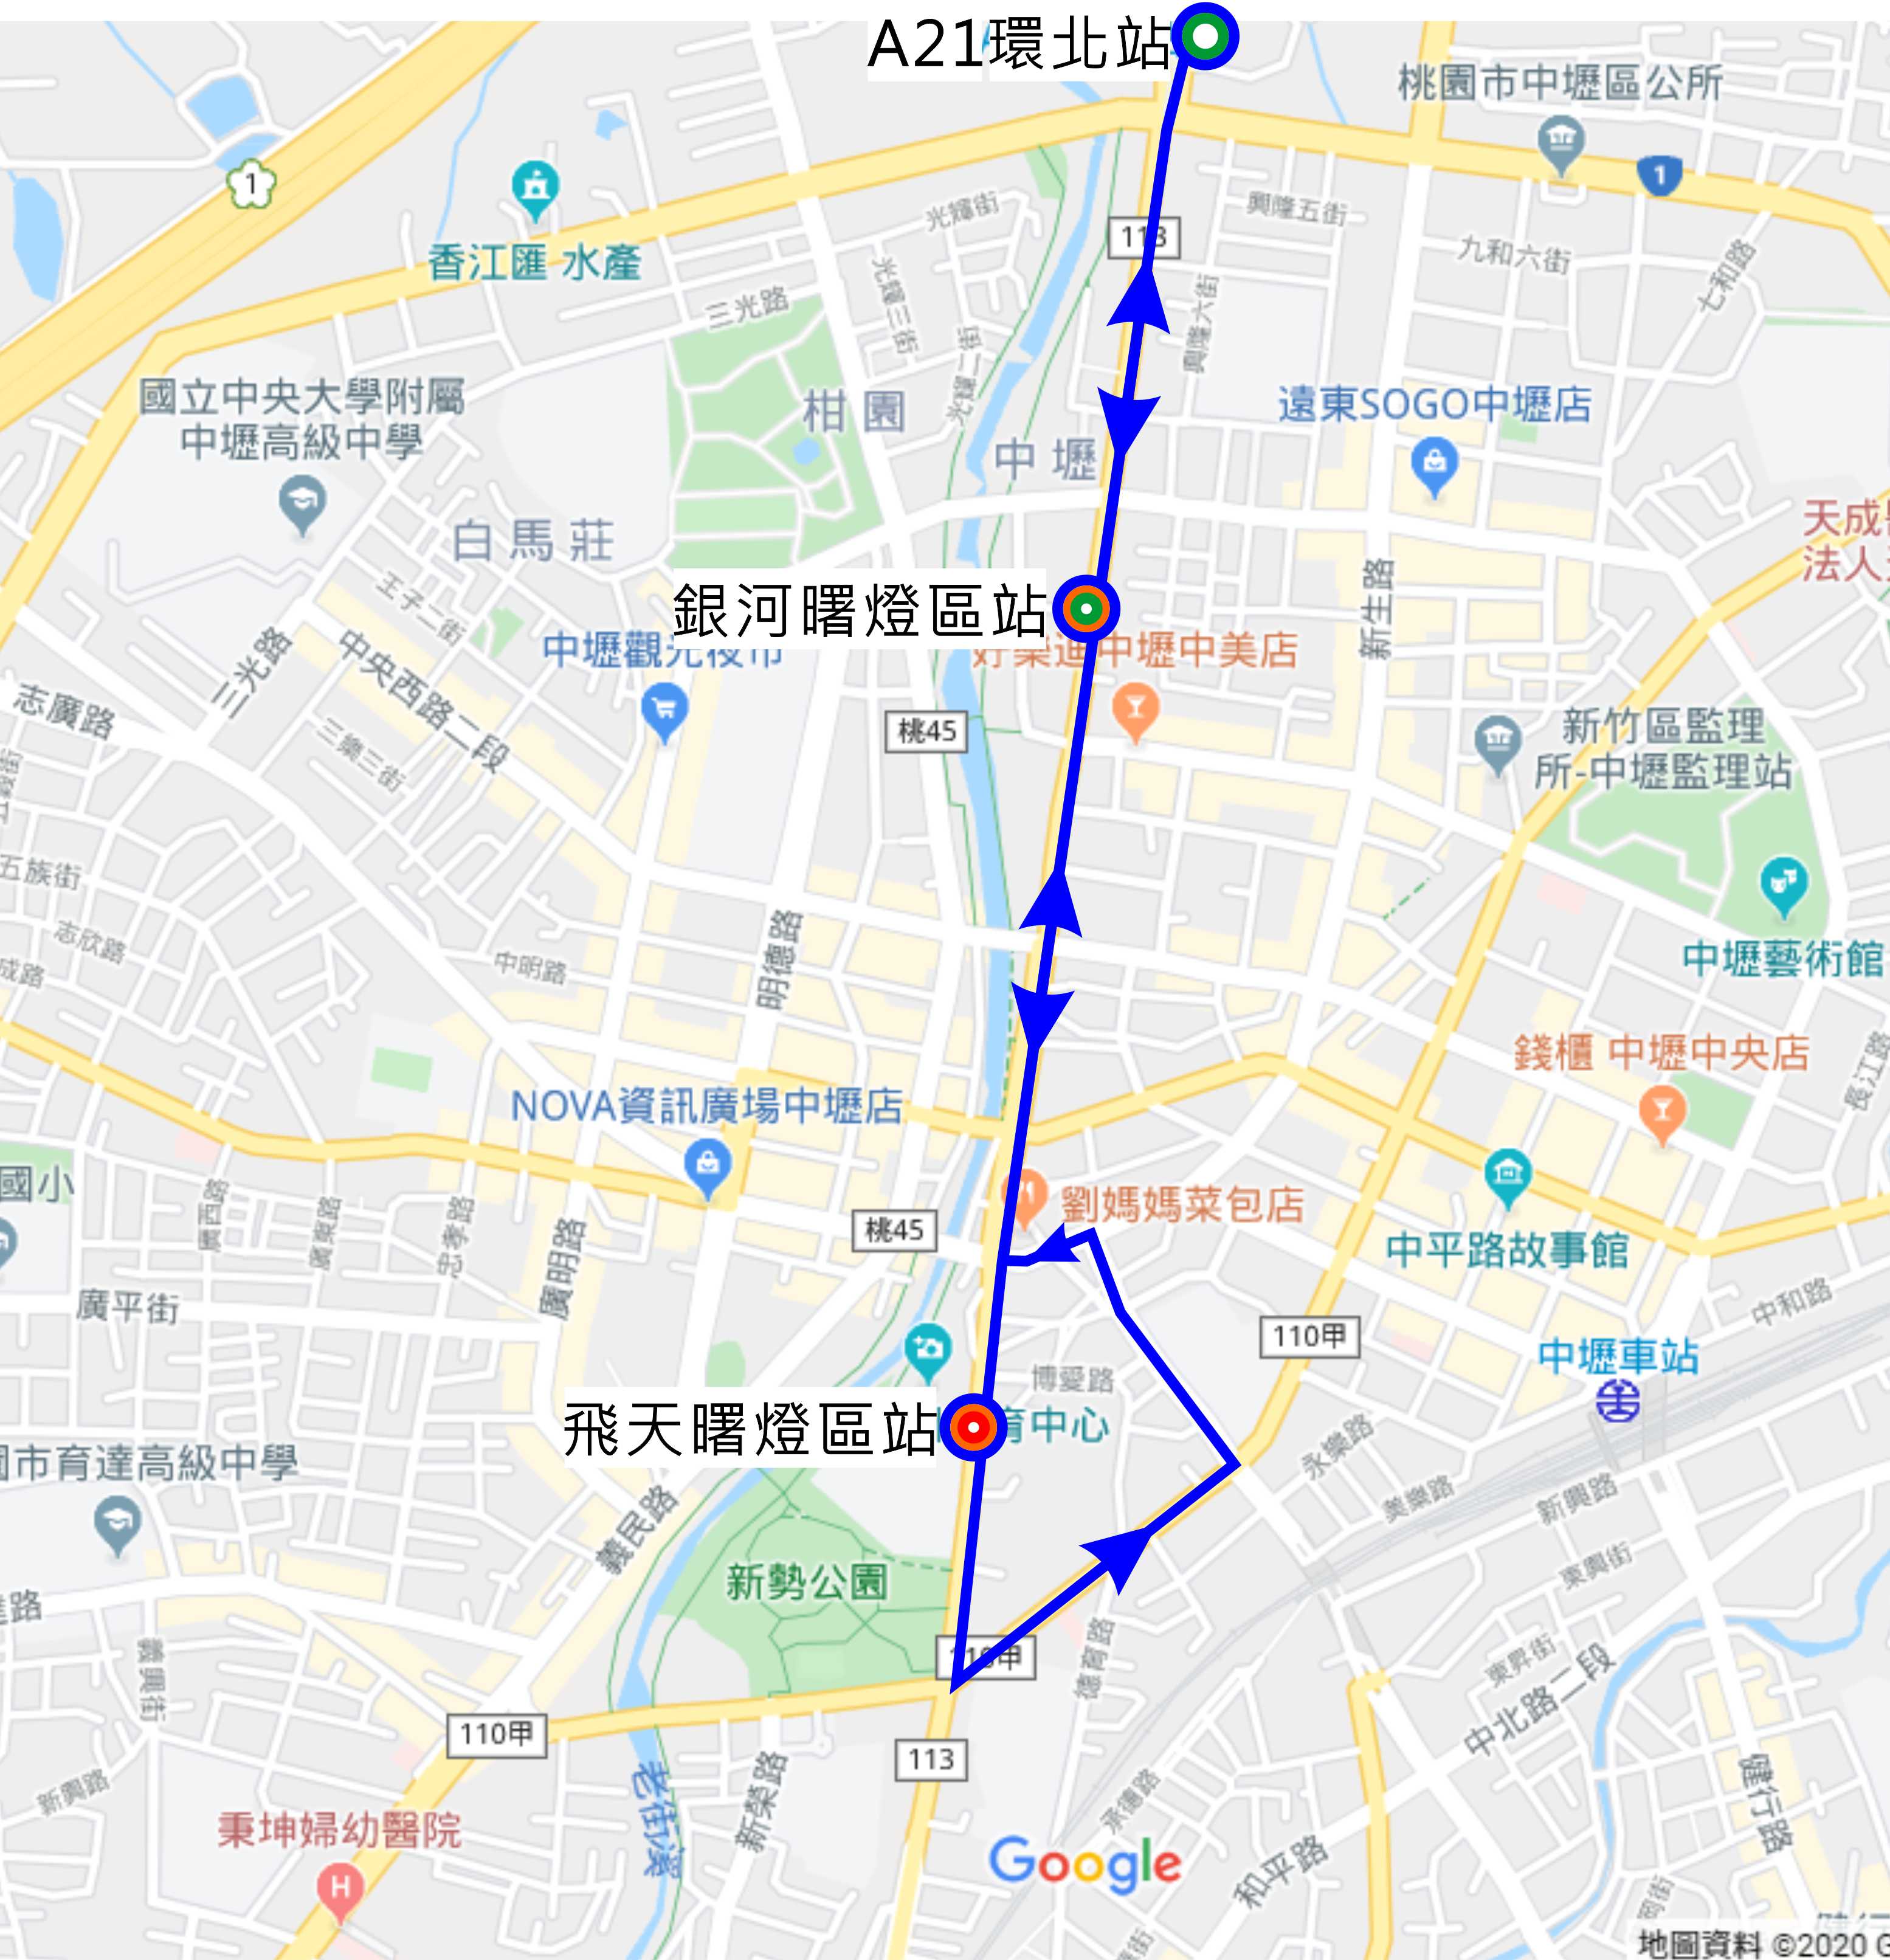 A21環北站
桃園市中壢區公所
1
1
香江匯 水產
光輝街
113
興隆五街
九和六街
七和路
光輝三街
三光路
興隆六街
光輝二街
國立中央大學附屬
中壢高級中學
柑園
遠東SOGO中壢店
中壢
白馬莊
天成
法人
王子二街
銀河曙燈區站
新生路
中壢觀光夜市
好樂迪中壢中美店
三光路
中央西路二段
志廣路
桃45
三樂三街
新竹區監理
所-中壢監理站
五族街
志欣路
成路
中明路
明德路
中壢藝術館
錢櫃 中壢中央店
長江路
NOVA資訊廣場中壢店
國小
廣西路
廣東路
忠孝路
廣明路
桃45
劉媽媽菜包店
中平路故事館
廣平街
中和路
110甲
中壢車站
博愛路
飛天曙燈區站
育中心
市育達高級中學
永樂路
美樂路
新興路
義民路
東興街
新勢公園
路
義興街
110甲
德育路
東昇街
中北路二段
110甲
113
老街溪
新榮路
承德路
健行路
新興路
秉坤婦幼醫院
Google
和平路
H
地圖資料 ©2020 G